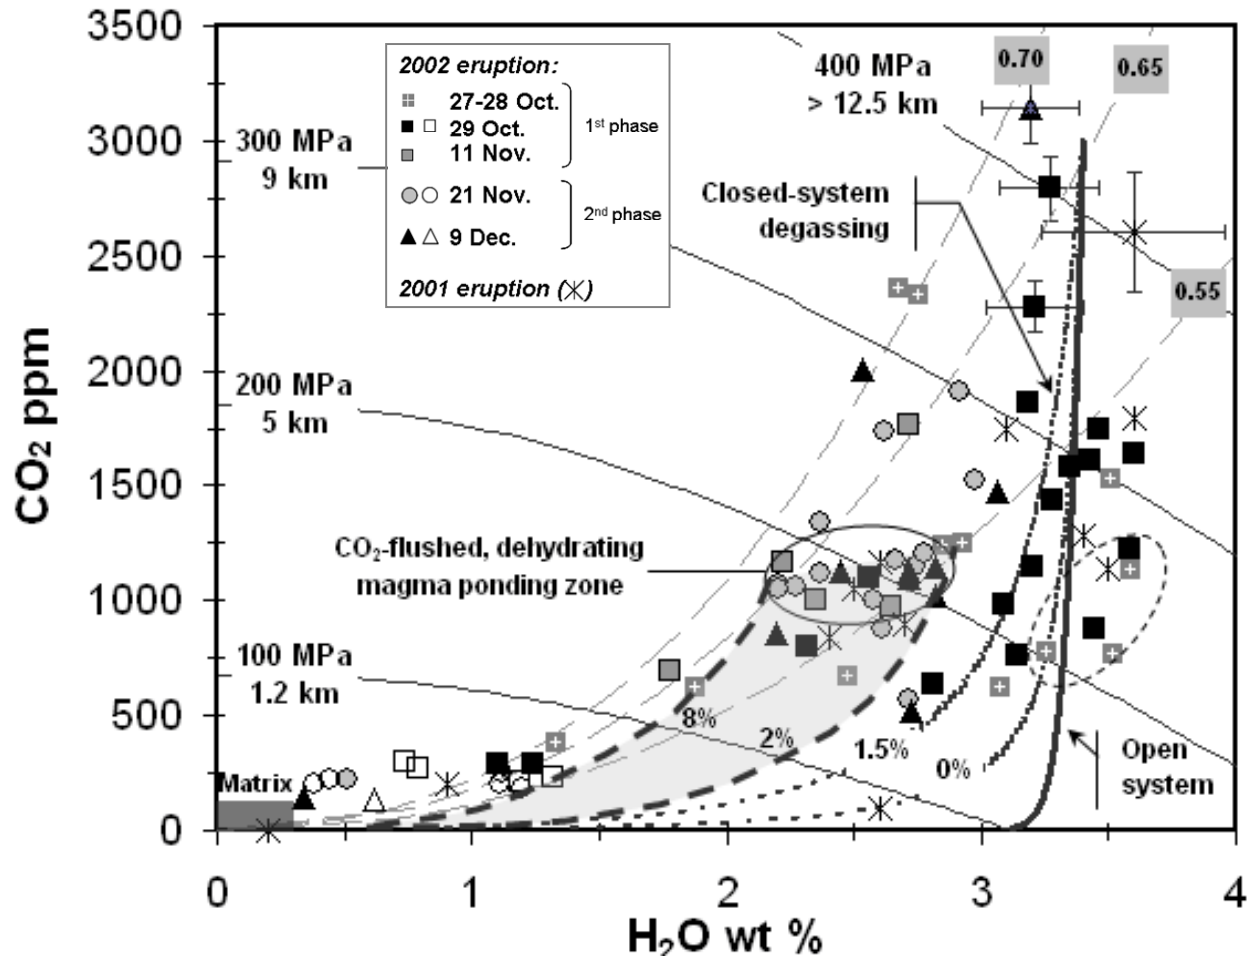 3500
3000
2500
2000
1500
1000
500
0
CO₂ ppm
0 1 2 3 4
H₂O wt %
2002 eruption:
27-28 Oct.
29 Oct.
11 Nov.
1st phase
21 Nov.
9 Dec.
2nd phase
2001 eruption ( )
400 MPa
> 12.5 km
300 MPa
9 km
200 MPa
5 km
100 MPa
1.2 km
0.70
0.65
0.55
Closed-system
degassing
CO₂-flushed, dehydrating
magma ponding zone
Matrix
8%
2%
1.5%
0%
Open
system